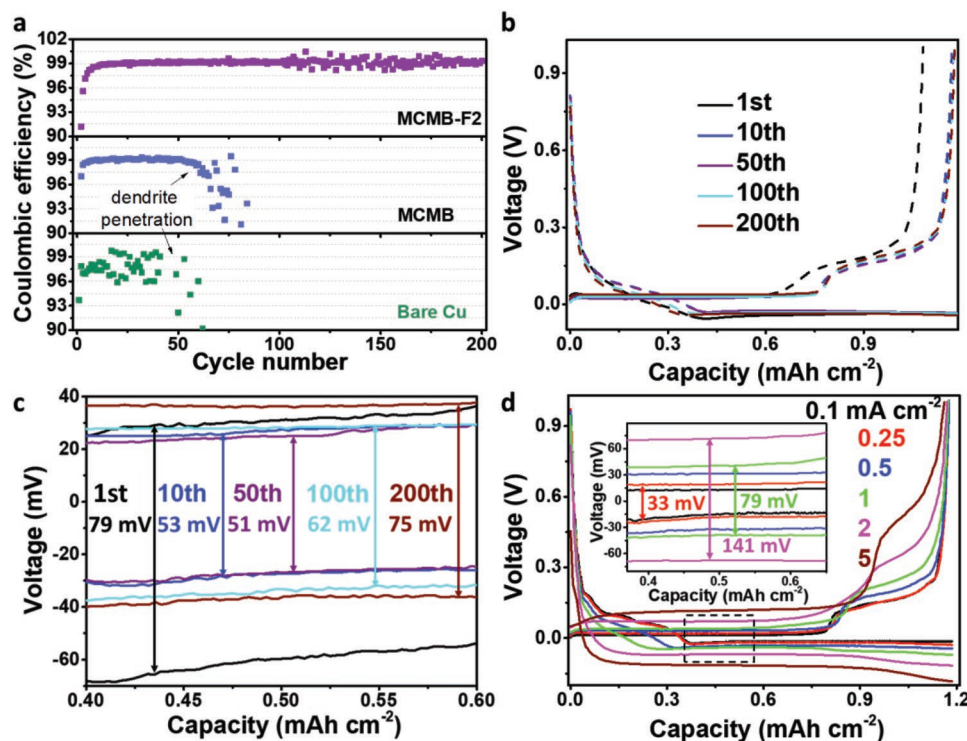 a
Coulombic efficiency (%)
102
99
96
93
90
MCMB-F2
99
96
93
90
dendrite
penetration
MCMB
99
96
93
90
Bare Cu
0 50 100 150 200
Cycle number
b
Voltage (V)
0.9
0.6
0.3
0.0
1st
10th
50th
100th
200th
0.0 0.3 0.6 0.9
Capacity (mAh cm-2)
c
Voltage (mV)
40
20
0
-20
-40
-60
1st 10th 50th 100th 200th
79 mV 53 mV 51 mV 62 mV 75 mV
0.40 0.45 0.50 0.55 0.60
Capacity (mAh cm-2)
d
Voltage (V)
0.9
0.6
0.3
0.0
0.1 mA cm-2
0.25
0.5
1
2
5
Voltage (mV)
60
30
0
-30
-60
33 mV
79 mV
141 mV
0.4 0.5 0.6
Capacity (mAh cm-2)
0.0 0.3 0.6 0.9 1.2
Capacity (mAh cm-2)